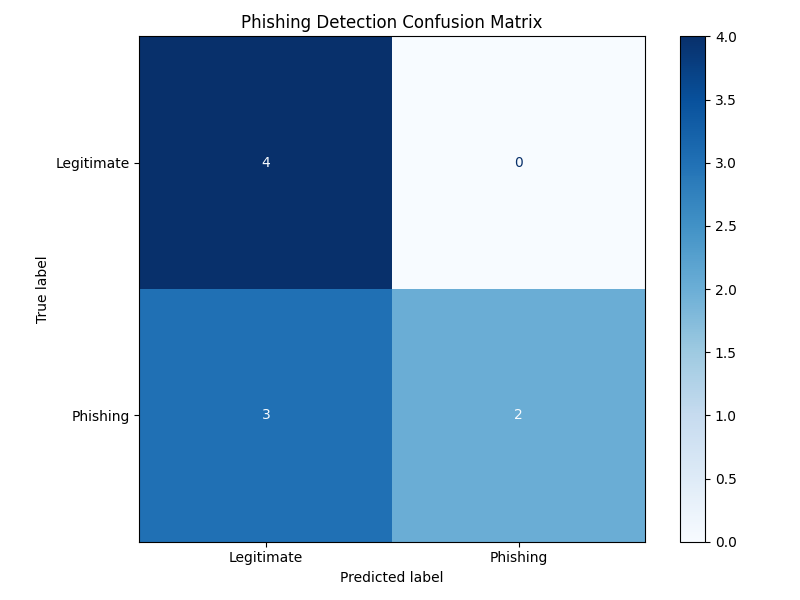 Phishing Detection Confusion Matrix
True label
Legitimate
4
0
Phishing
3
2
Legitimate
Phishing
Predicted label
4.0
3.5
3.0
2.5
2.0
1.5
1.0
0.5
0.0